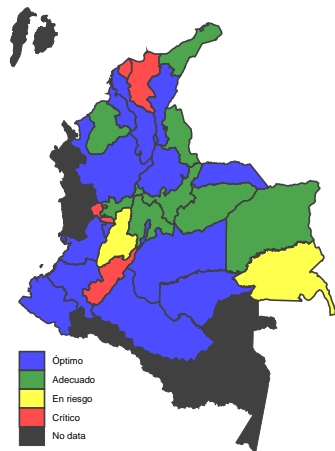 Óptimo
Adecuado
En riesgo
Crítico
No data